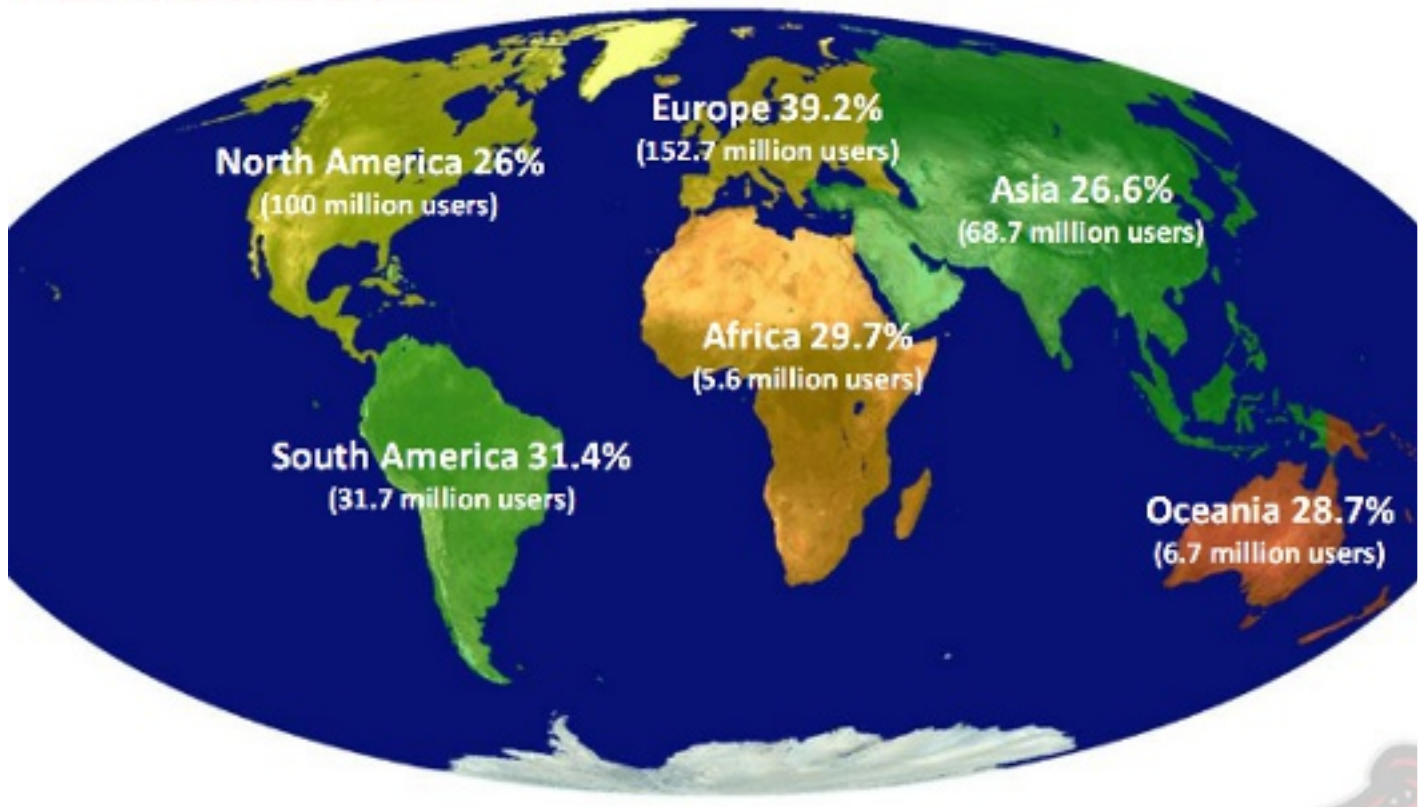 Europe 39.2%
(152.7 million users)
North America 26%
(100 million users)
Asia 26.6%
(68.7 million users)
Africa 29.7%
(5.6 million users)
South America 31.4%
(31.7 million users)
Oceania 28.7%
(6.7 million users)